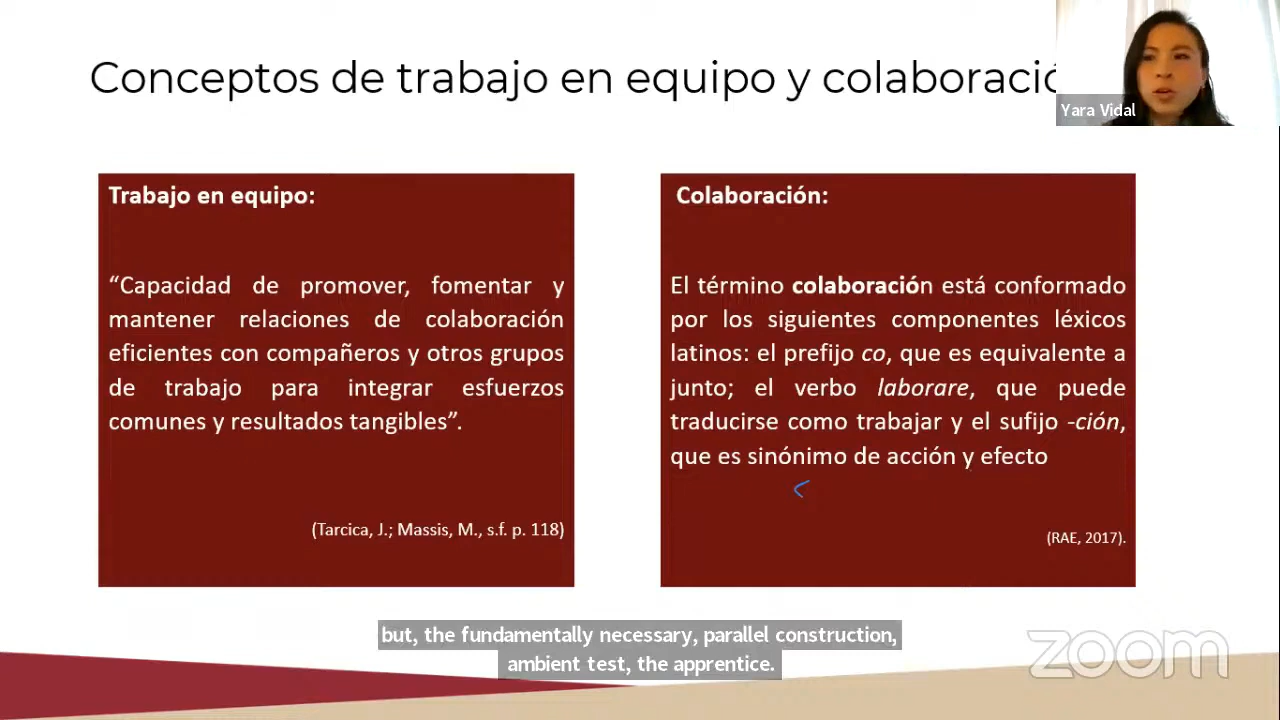 Conceptos de trabajo en equipo y colaboració
Yara Vidal
Trabajo en equipo:
“Capacidad de promover, fomentar y
mantener relaciones de colaboración
eficientes con compañeros y otros grupos
de trabajo para integrar esfuerzos
comunes y resultados tangibles”.
(Tarcica, J.; Massis, M., s.f. p. 118)
Colaboración:
El término colaboración está conformado
por los siguientes componentes léxicos
latinos: el prefijo co, que es equivalente a
junto; el verbo laborare, que puede
traducirse como trabajar y el sufijo -ción,
que es sinónimo de acción y efecto
(RAE, 2017).
but, the fundamentally necessary, parallel construction,
ambient test, the apprentice.
zoom